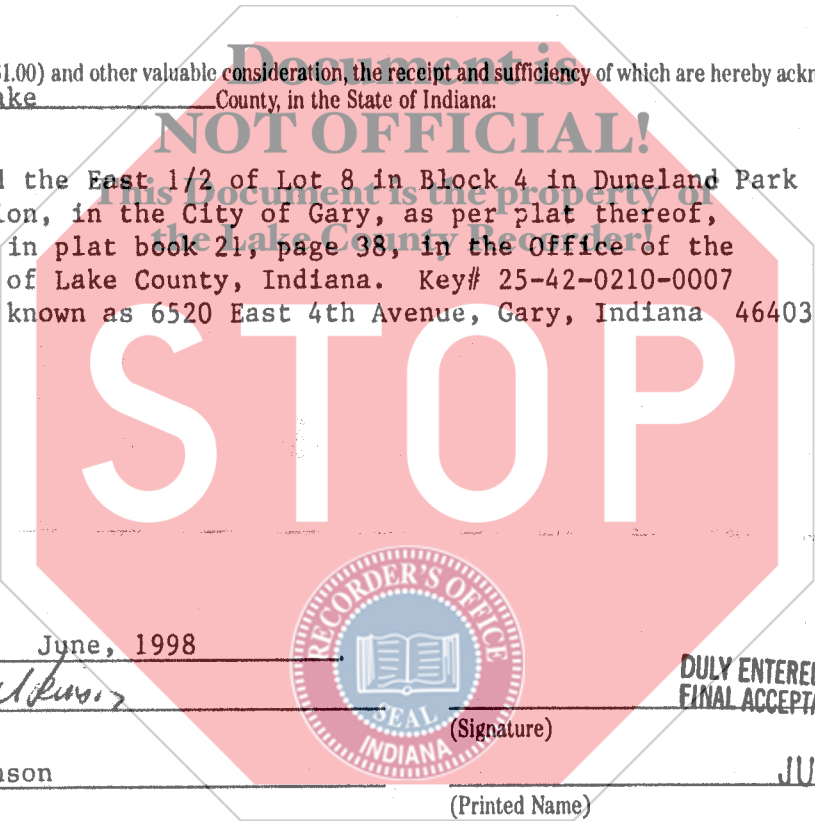 Document is
$1.00) and other valuable consideration, the receipt and sufficiency of which are hereby ackn
ake County, in the State of Indiana:
NOT OFFICIAL!
the East 1/2 of Lot 8 in Block 4 in Duneland Park
This Document is the property of
ion, in the City of Gary, as per plat thereof,
the Lake County Recorder!
in plat book 21, page 38, in the Office of the
of Lake County, Indiana. Key# 25-42-0210-0007
known as 6520 East 4th Avenue, Gary, Indiana 46403
STOP
RECORDER'S OFFICE
SEAL
INDIANA
June, 1998
DULY ENTERED
FINAL ACCEPTA
(Signature)
nson
JU
(Printed Name)